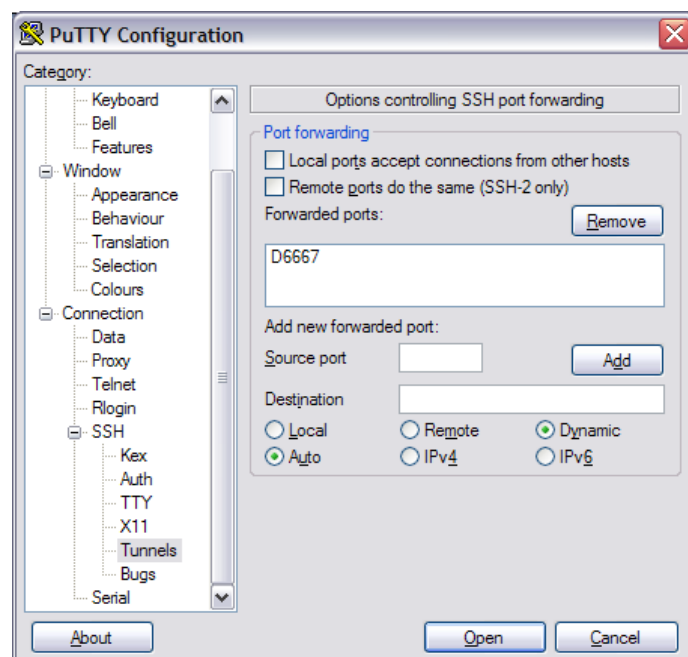 PuTTY Configuration
Category:
Keyboard
Bell
Features
Window
Appearance
Behaviour
Translation
Selection
Colours
Connection
Data
Proxy
Telnet
Rlogin
SSH
Kex
Auth
TTY
X11
Tunnels
Bugs
Serial
Options controlling SSH port forwarding
Port forwarding
Local ports accept connections from other hosts
Remote ports do the same (SSH-2 only)
Forwarded ports:
Remove
D6667
Add new forwarded port:
Source port
Add
Destination
Local Remote Dynamic
Auto IPv4 IPv6
About Open Cancel